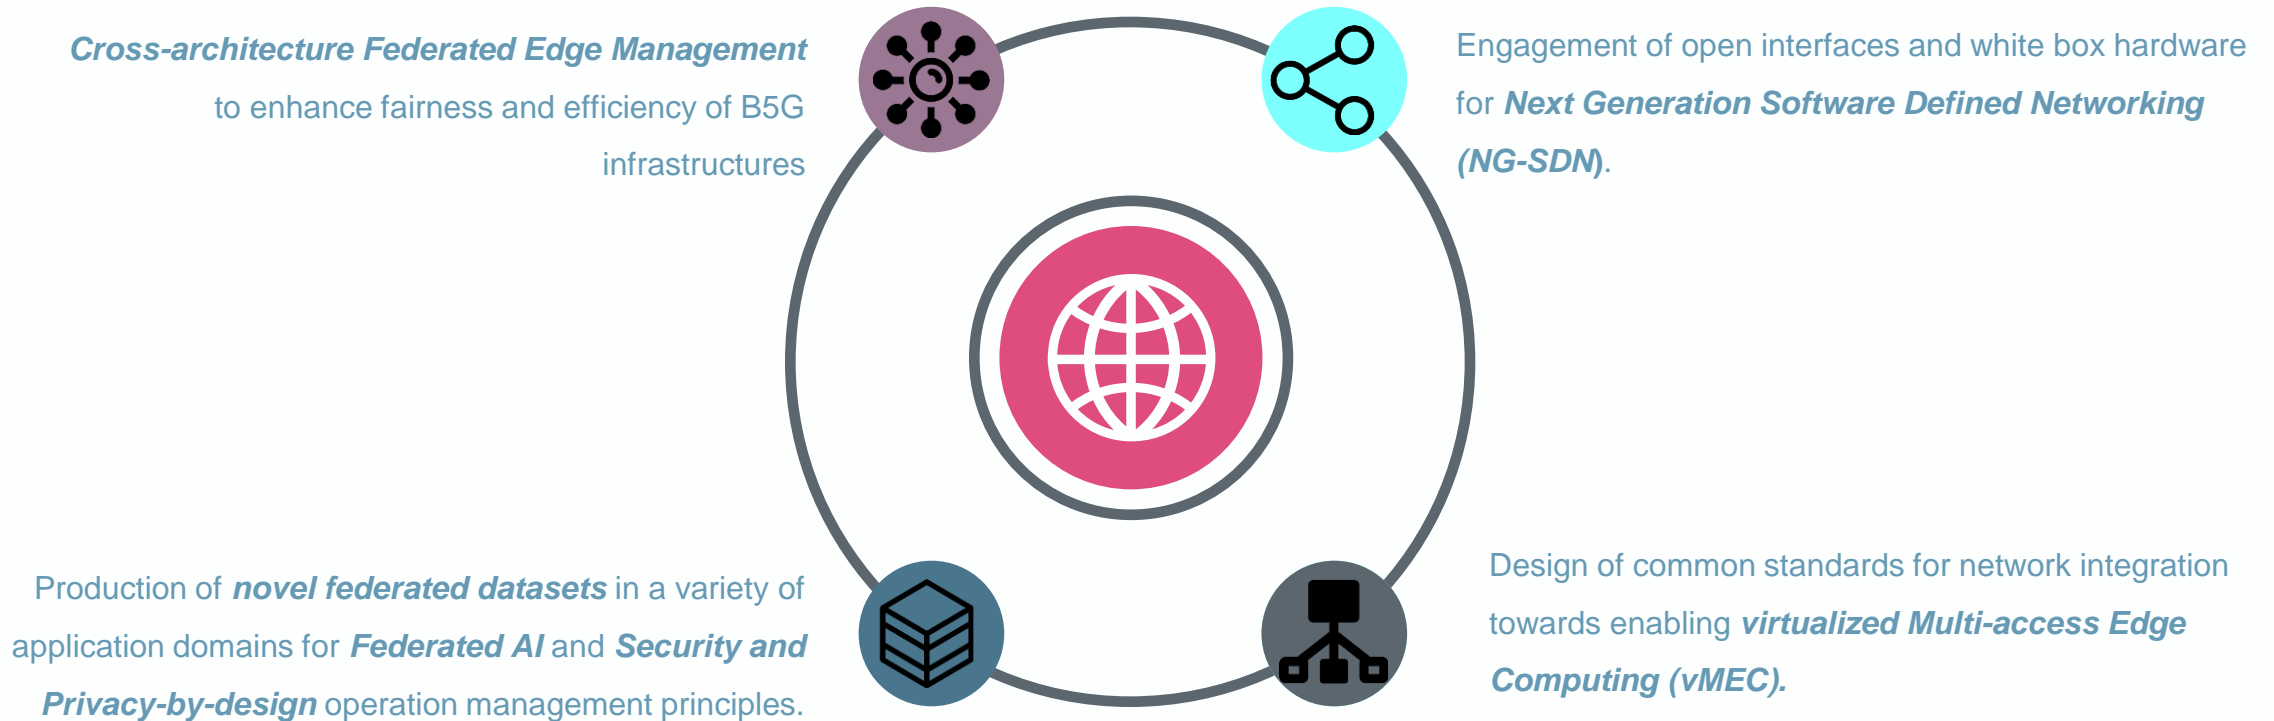 Cross-architecture Federated Edge Management
to enhance fairness and efficiency of B5G
infrastructures
Engagement of open interfaces and white box hardware
for Next Generation Software Defined Networking
(NG-SDN).
Production of novel federated datasets in a variety of
application domains for Federated AI and Security and
Privacy-by-design operation management principles.
Design of common standards for network integration
towards enabling virtualized Multi-access Edge
Computing (vMEC).